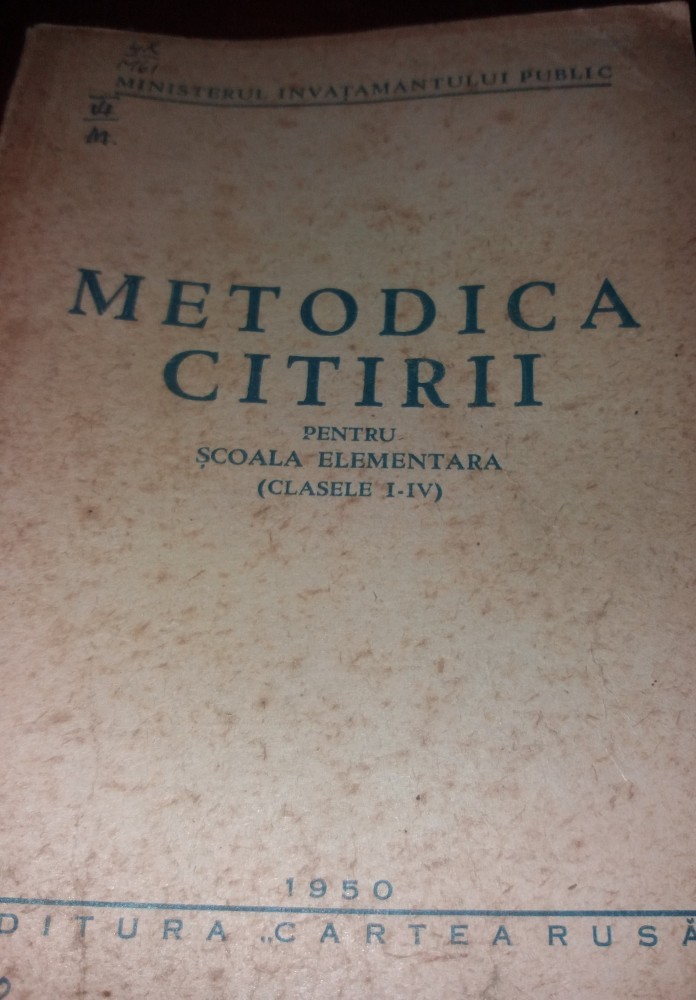 MINISTERUL INVAȚAMANTULUI PUBLIC
METODICA
CITIRII
PENTRU
ȘCOALA ELEMENTARA
(CLASELE I-IV)
1950
DITURA „CARTEA RUSĂ